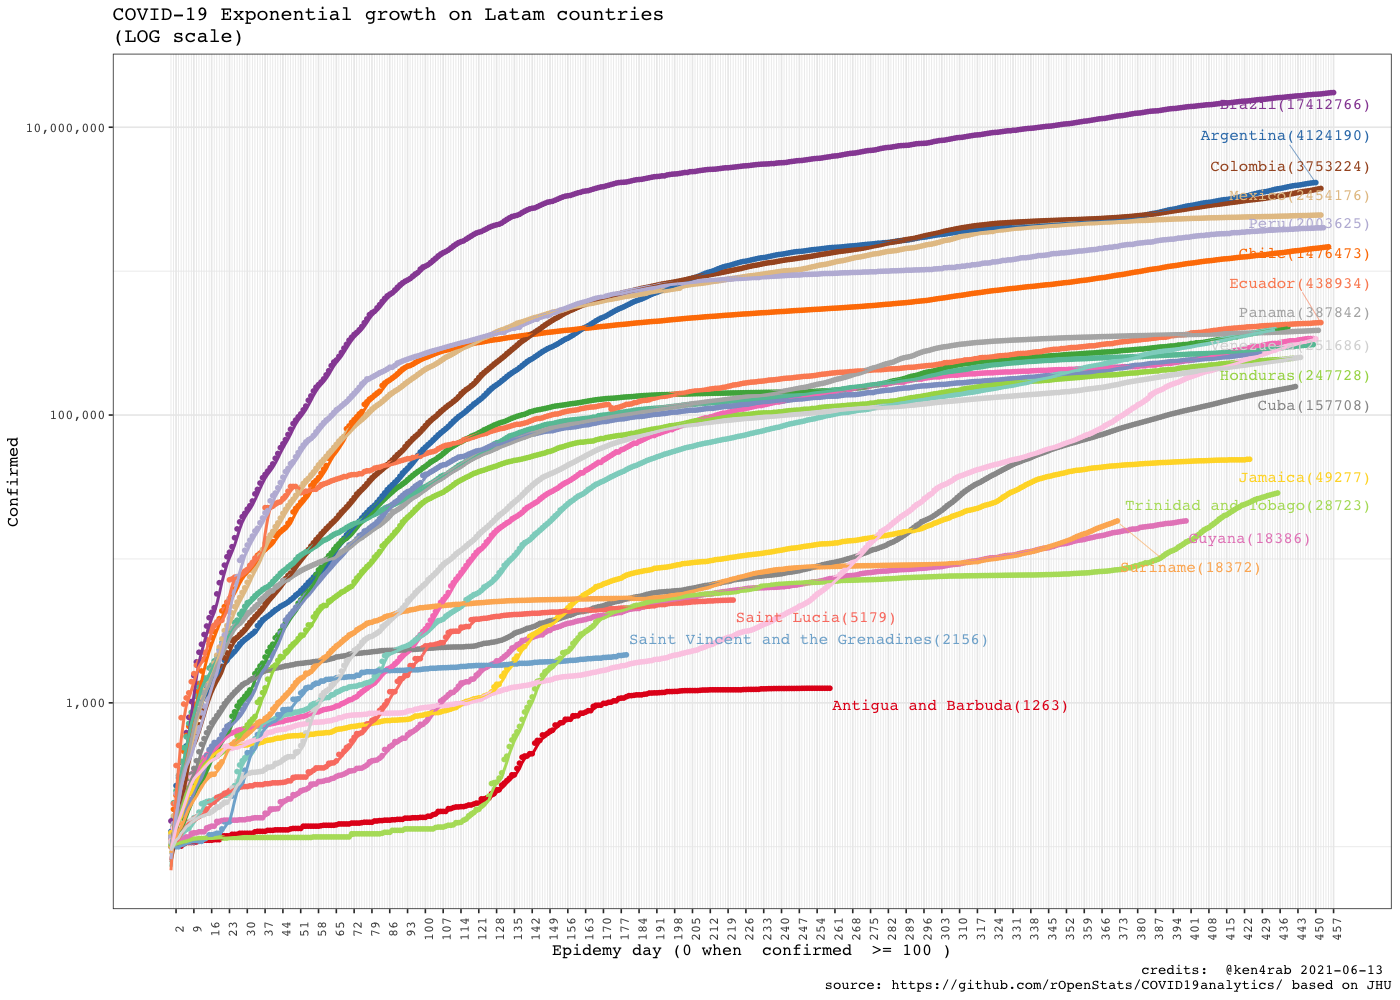 COVID-19 Exponential growth on Latam countries
(LOG scale)
Brazil(17412766)
10,000,000
Argentina(4124190)
Colombia(3753224)
Mexico(2454176)
Peru(2003625)
Chile(1476473)
Ecuador(438934)
Panama(387842)
Honduras(247728)
Cuba(157708)
100,000
Jamaica(49277)
Trinidad and Tobago(28723)
Guyana(18386)
Suriname(18372)
Saint Lucia(5179)
Saint Vincent and the Grenadines(2156)
1,000
Antigua and Barbuda(1263)
Confirmed
2 9 16 23 30 37 44 51 58 65 72 79 86 93 100 107 114 121 128 135 142 149 156 163 170 177 184 191 198 205 212 219 226 233 240 247 254 261 268 275 282 289 296 303 310 317 324 331 338 345 352 359 366 373 380 387 394 401 408 415 422 429 436 443 450 457
Epidemy day (0 when  confirmed  >= 100 )
credits:  @ken4rab 2021-06-13
source: https://github.com/rOpenStats/COVID19analytics/ based on JHU